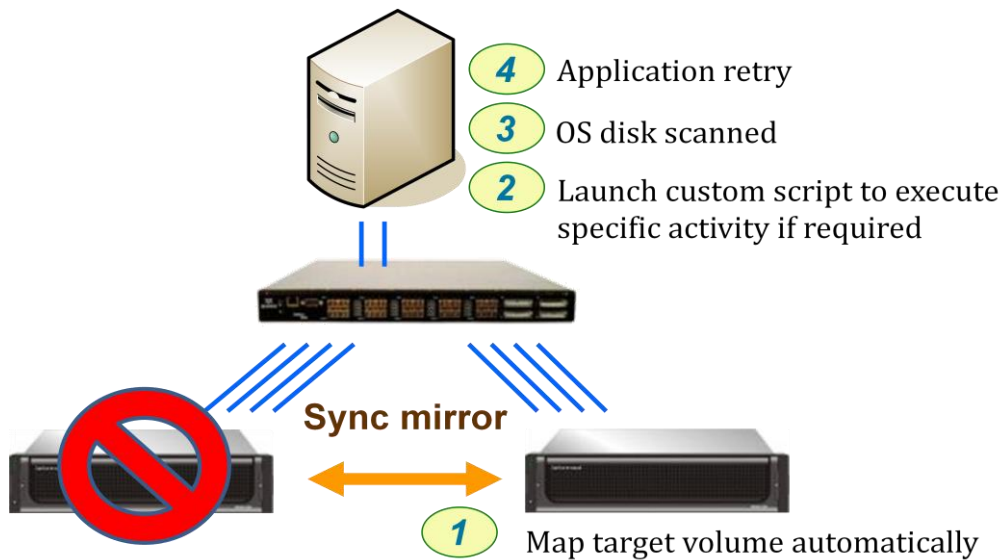 4 Application retry
3 OS disk scanned
2 Launch custom script to execute
specific activity if required
Sync mirror
1 Map target volume automatically